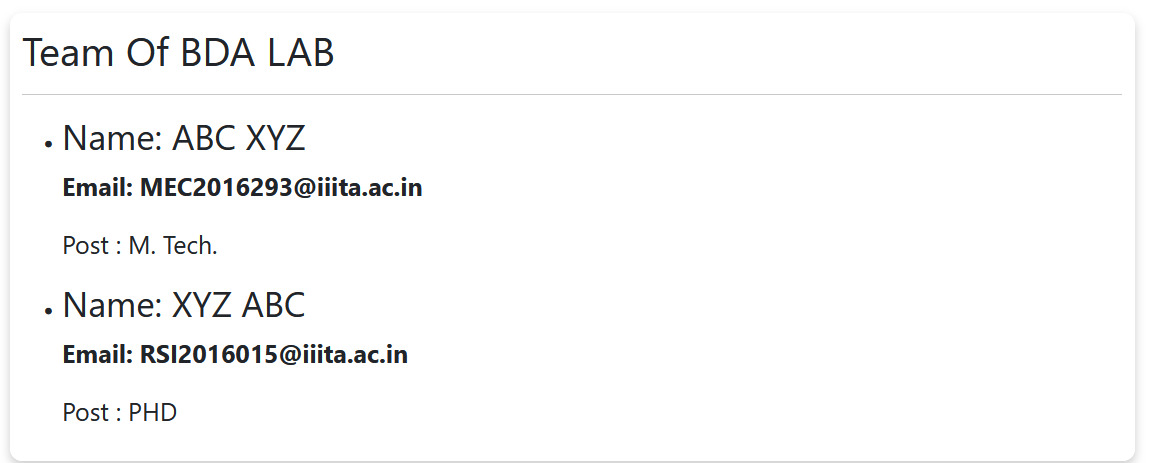 Team Of BDA LAB
• Name: ABC XYZ
Email: MEC2016293@iiita.ac.in
Post : M. Tech.
• Name: XYZ ABC
Email: RSI2016015@iiita.ac.in
Post : PHD